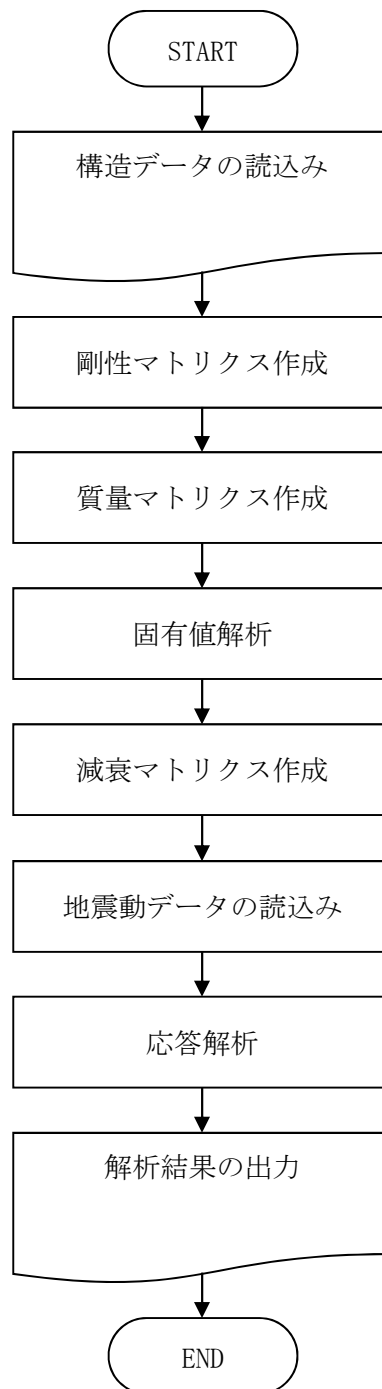 START
構造データの読込み
剛性マトリクス作成
質量マトリクス作成
固有値解析
減衰マトリクス作成
地震動データの読込み
応答解析
解析結果の出力
END